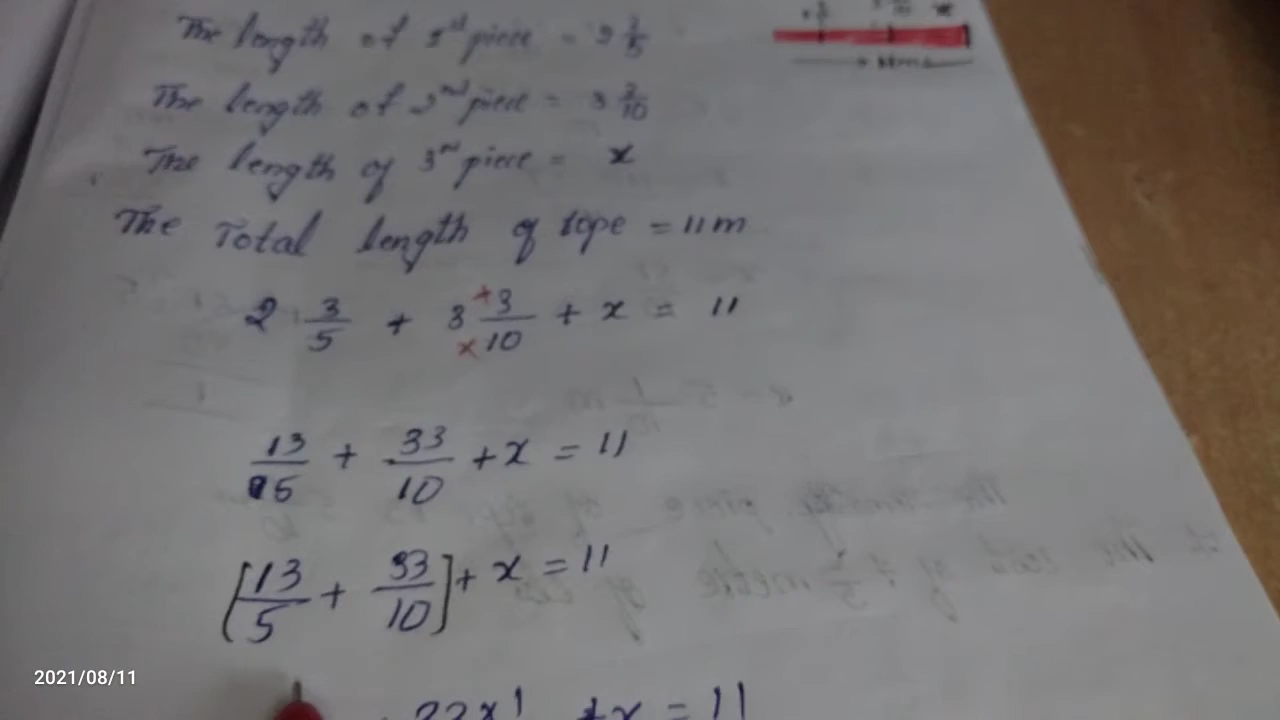 The length of 1st piece = 2 3/5
The length of 2nd piece = 3 3/10
The length of 3rd piece = x
The Total length of rope = 11m
2 3/5 + 3 +3/×10 + x = 11
13/5 + 33/10 + x = 11
[13/5 + 33/10] + x = 11
33x1 + x = 11
2021/08/11